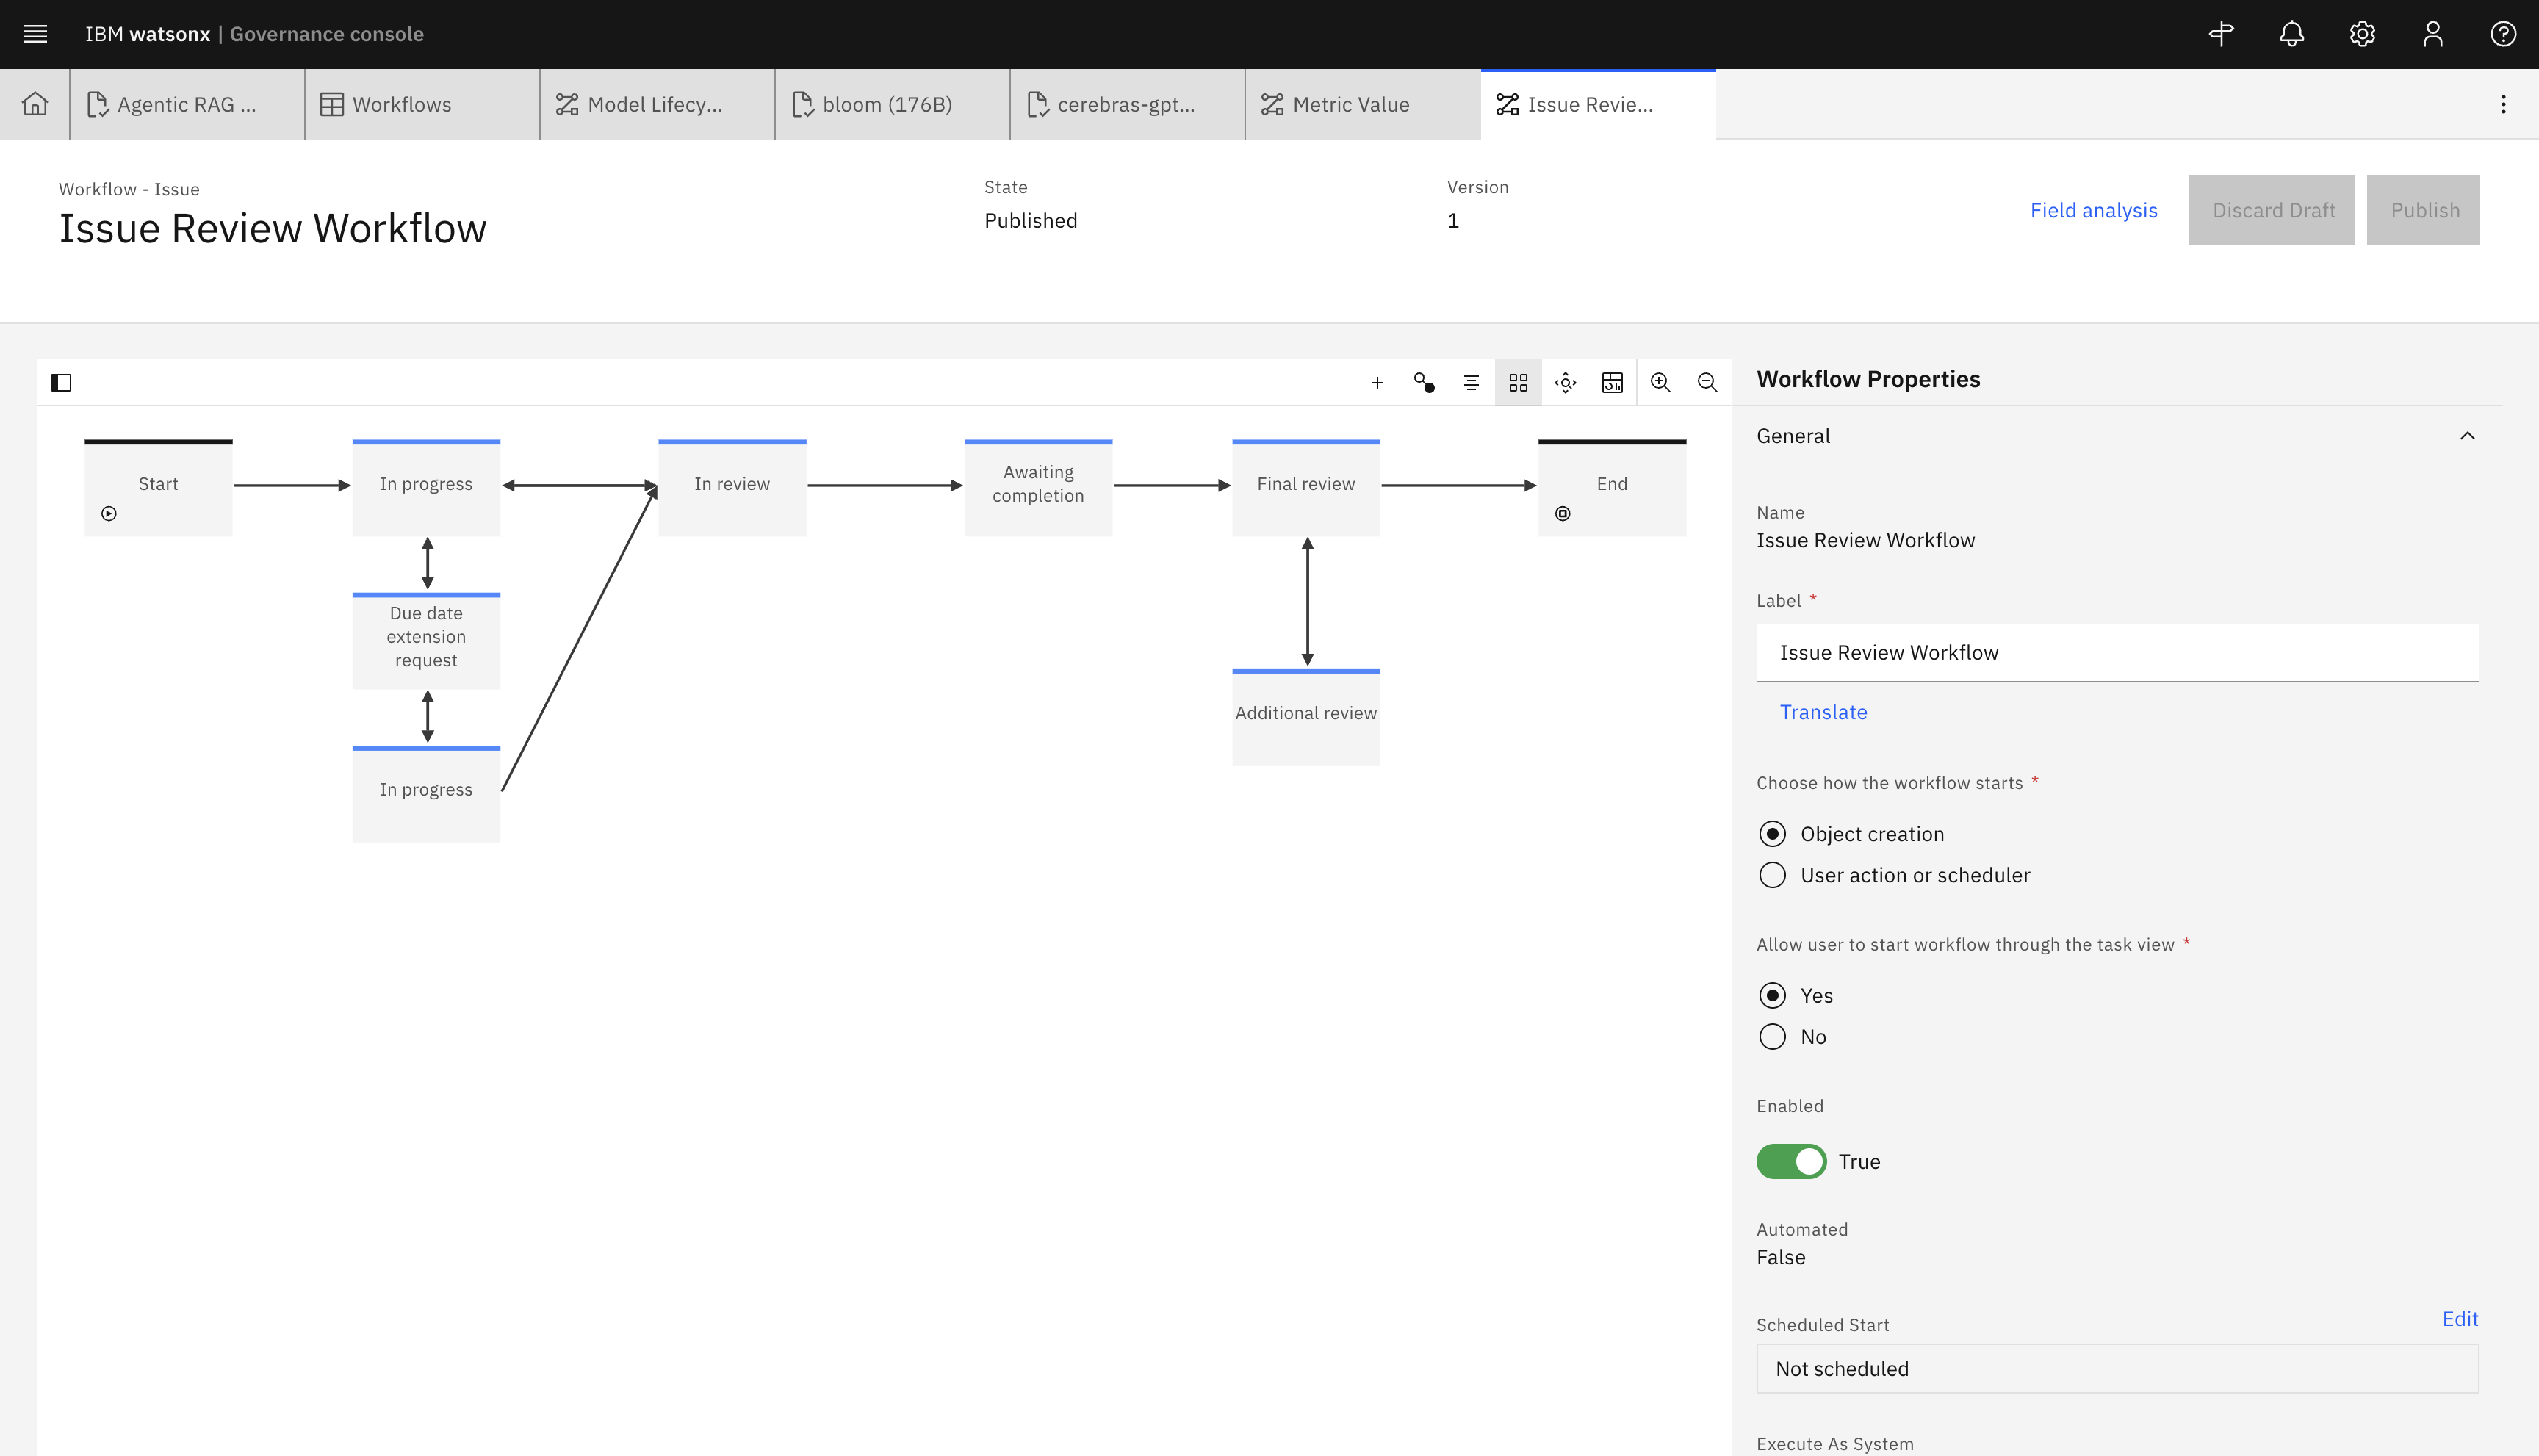 IBM watsonx | Governance console
Agentic RAG ...
Workflows
Model Lifecy...
bloom (176B)
cerebras-gpt...
Metric Value
Issue Revie...
Workflow - Issue
Issue Review Workflow
State
Published
Version
1
Field analysis
Discard Draft
Publish
Start
In progress
In review
Awaiting
completion
Final review
End
Due date
extension
request
Additional review
In progress
Workflow Properties
General
Name
Issue Review Workflow
Label *
Issue Review Workflow
Translate
Choose how the workflow starts *
Object creation
User action or scheduler
Allow user to start workflow through the task view *
Yes
No
Enabled
True
Automated
False
Scheduled Start
Edit
Not scheduled
Execute As System